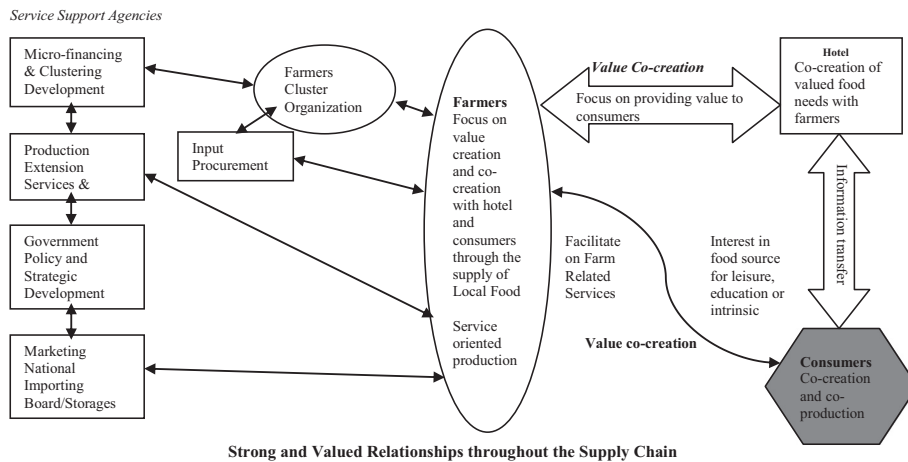 Service Support Agencies
Micro-financing
& Clustering
Development
Production
Extension
Services &
Government
Policy and
Strategic
Development
Marketing
National
Importing
Board/Storages
Farmers
Cluster
Organization
Input
Procurement
Farmers
Focus on
value
creation
and co-
creation
with hotel
and
consumers
through the
supply of
Local Food
Service
oriented
production
Value Co-creation
Focus on providing value to
consumers
Hotel
Co-creation of
valued food
needs with
farmers
Information transfer
Facilitate
on Farm
Related
Services
Interest in
food source
for leisure,
education or
intrinsic
Value co-creation
Consumers
Co-creation
and co-
production
Strong and Valued Relationships throughout the Supply Chain